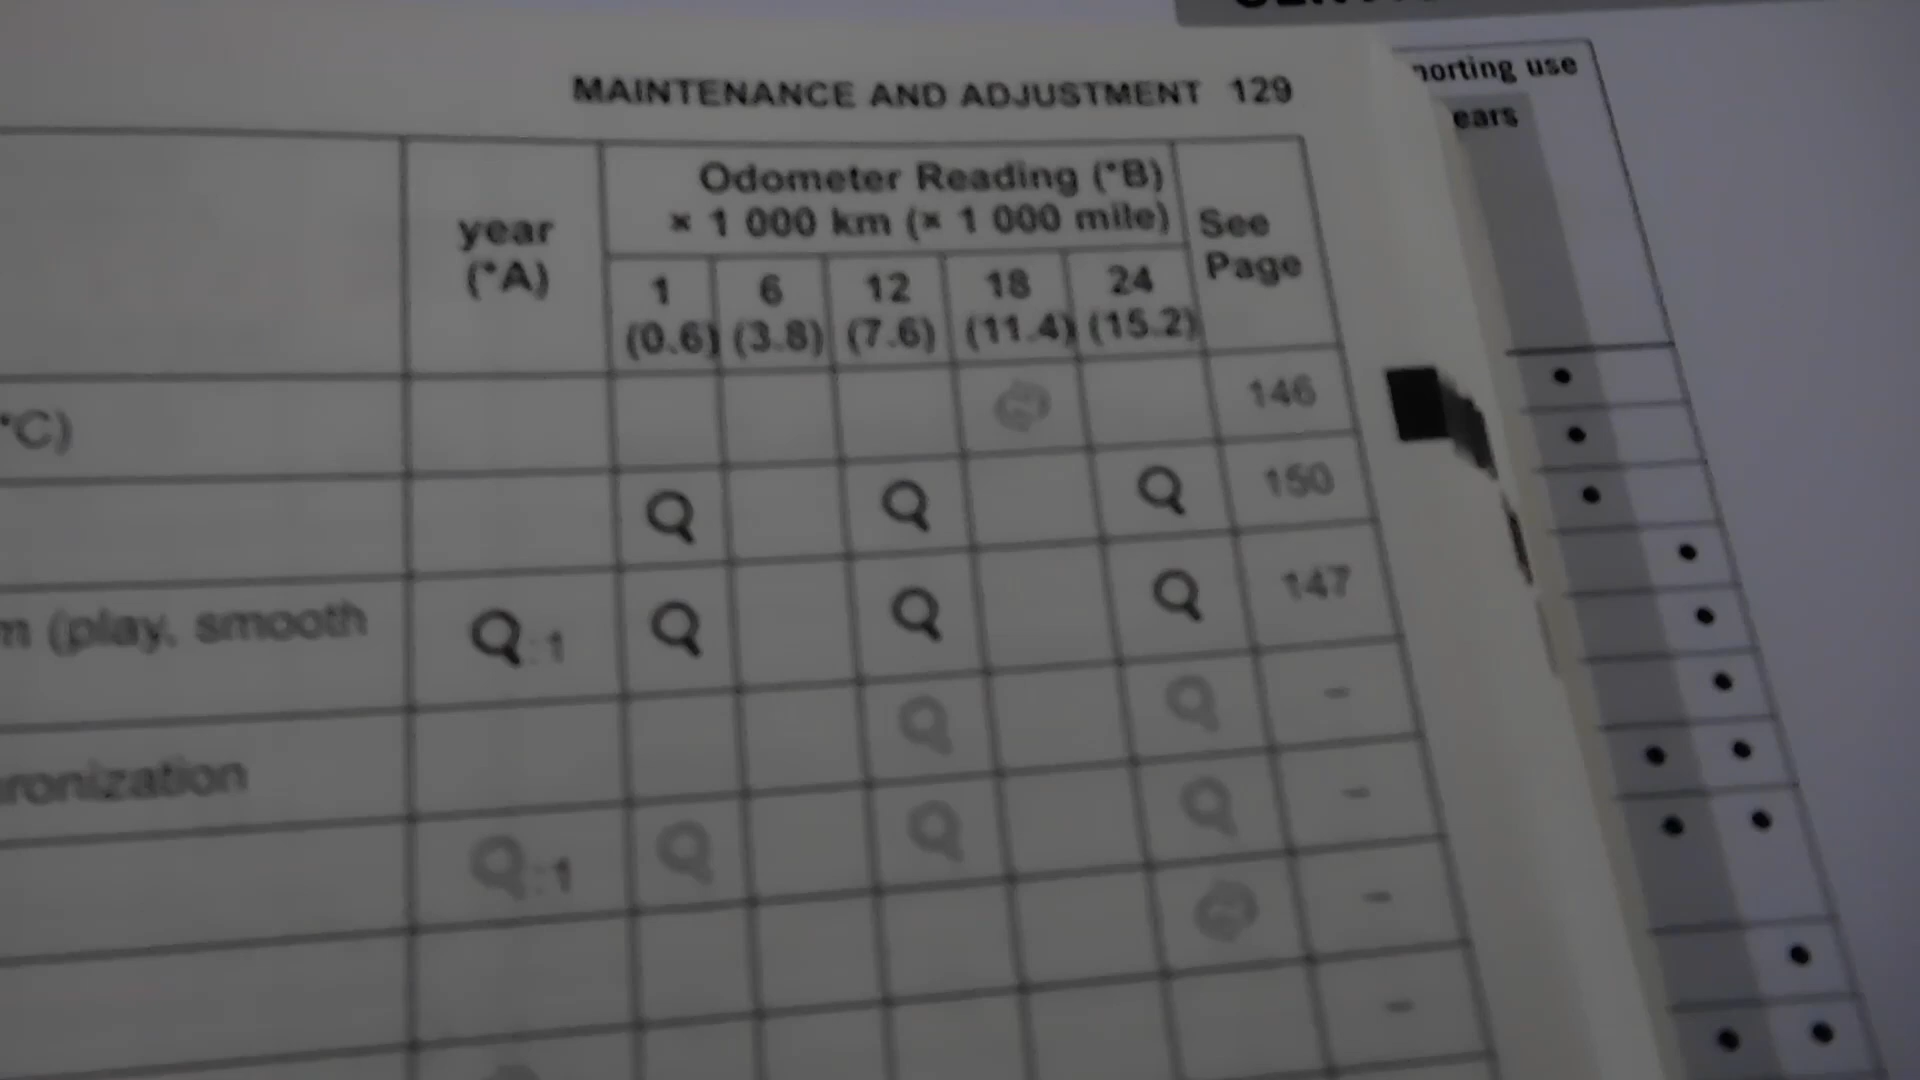 MAINTENANCE AND ADJUSTMENT 129
orting use
ears
year
(*A)
Odometer Reading (*B)
× 1 000 km (× 1 000 mile)
See
Page
1 6 12 18 24
(0.6) (3.8) (7.6) (11.4) (15.2)
*C) 146
150
m (play, smooth : 1 147
–
ronization
: 1 –
–
–